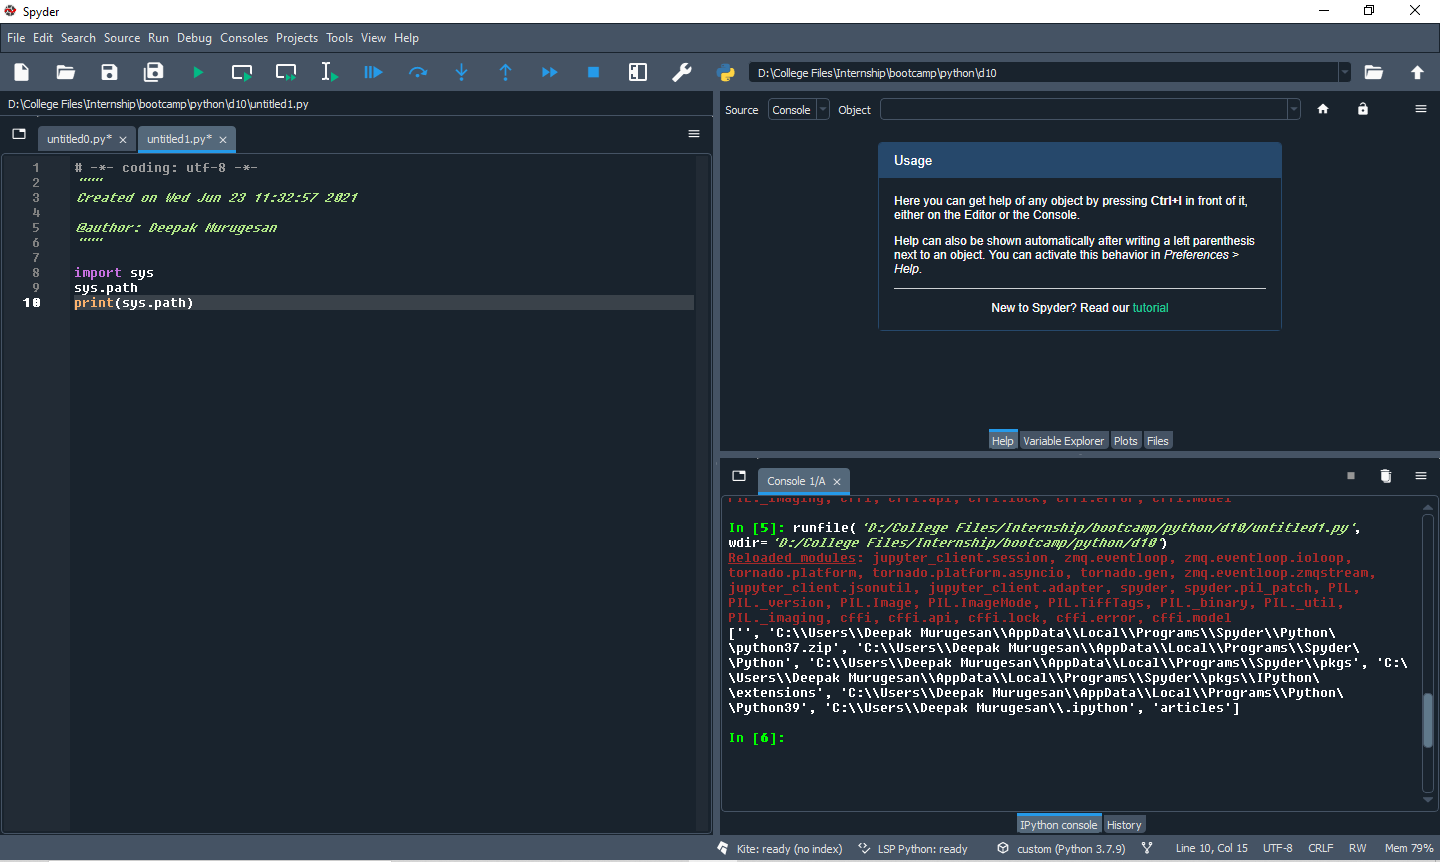 Spyder
File Edit Search Source Run Debug Consoles Projects Tools View Help
D:\College Files\Internship\bootcamp\python\d10
D:\College Files\Internship\bootcamp\python\d10\untitled1.py
untitled0.py* untitled1.py*
1 # -*- coding: utf-8 -*-
2 """
3 Created on Wed Jun 23 11:32:57 2021
4
5 @author: Deepak Murugesan
6 """
7
8 import sys
9 sys.path
10 print(sys.path)
Source Console Object
Usage
Here you can get help of any object by pressing Ctrl+I in front of it,
either on the Editor or the Console.
Help can also be shown automatically after writing a left parenthesis
next to an object. You can activate this behavior in Preferences >
Help.
New to Spyder? Read our tutorial
Help Variable Explorer Plots Files
Console 1/A
PIL._imaging, cffi, cffi.api, cffi.lock, cffi.error, cffi.model
In [5]: runfile('D:/College Files/Internship/bootcamp/python/d10/untitled1.py',
wdir='D:/College Files/Internship/bootcamp/python/d10')
Reloaded modules: jupyter_client.session, zmq.eventloop, zmq.eventloop.ioloop,
tornado.platform, tornado.platform.asyncio, tornado.gen, zmq.eventloop.zmqstream,
jupyter_client.jsonutil, jupyter_client.adapter, spyder, spyder.pil_patch, PIL,
PIL._version, PIL.Image, PIL.ImageMode, PIL.TiffTags, PIL._binary, PIL._util,
PIL._imaging, cffi, cffi.api, cffi.lock, cffi.error, cffi.model
['', 'C:\\Users\\Deepak Murugesan\\AppData\\Local\\Programs\\Spyder\\Python\
\python37.zip', 'C:\\Users\\Deepak Murugesan\\AppData\\Local\\Programs\\Spyder\
\Python', 'C:\\Users\\Deepak Murugesan\\AppData\\Local\\Programs\\Spyder\\pkgs', 'C:\
\Users\\Deepak Murugesan\\AppData\\Local\\Programs\\Spyder\\pkgs\\IPython\
\extensions', 'C:\\Users\\Deepak Murugesan\\AppData\\Local\\Programs\\Python\
\Python39', 'C:\\Users\\Deepak Murugesan\\.ipython', 'articles']
In [6]:
IPython console History
Kite: ready (no index) LSP Python: ready custom (Python 3.7.9) Line 10, Col 15 UTF-8 CRLF RW Mem 79%